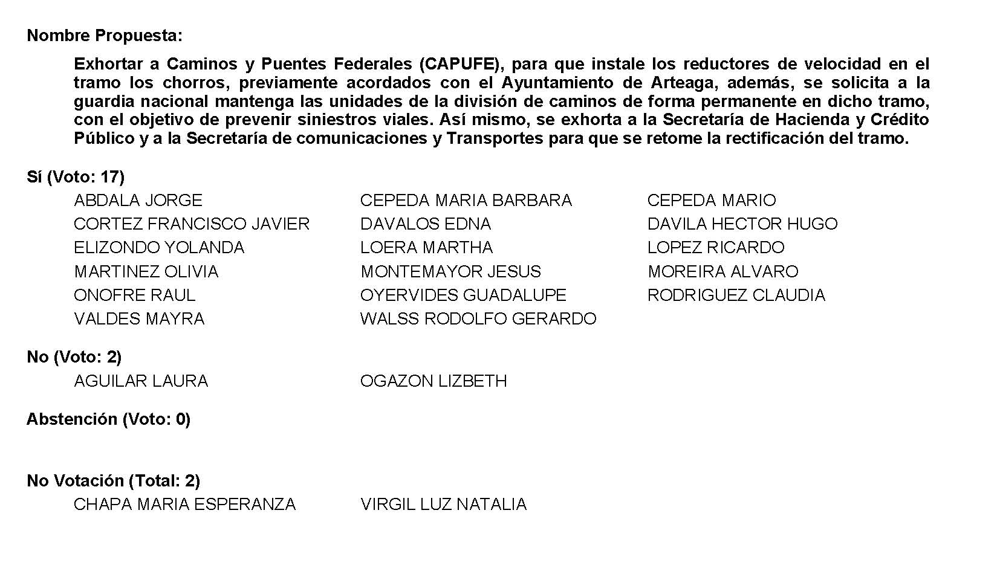 Nombre Propuesta:
Exhortar a Caminos y Puentes Federales (CAPUFE), para que instale los reductores de velocidad en el
tramo los chorros, previamente acordados con el Ayuntamiento de Arteaga, además, se solicita a la
guardia nacional mantenga las unidades de la división de caminos de forma permanente en dicho tramo,
con el objetivo de prevenir siniestros viales. Así mismo, se exhorta a la Secretaría de Hacienda y Crédito
Público y a la Secretaría de comunicaciones y Transportes para que se retome la rectificación del tramo.
Sí (Voto: 17)
ABDALA JORGE CEPEDA MARIA BARBARA CEPEDA MARIO
CORTEZ FRANCISCO JAVIER DAVALOS EDNA DAVILA HECTOR HUGO
ELIZONDO YOLANDA LOERA MARTHA LOPEZ RICARDO
MARTINEZ OLIVIA MONTEMAYOR JESUS MOREIRA ALVARO
ONOFRE RAUL OYERVIDES GUADALUPE RODRIGUEZ CLAUDIA
VALDES MAYRA WALSS RODOLFO GERARDO
No (Voto: 2)
AGUILAR LAURA OGAZON LIZBETH
Abstención (Voto: 0)
No Votación (Total: 2)
CHAPA MARIA ESPERANZA VIRGIL LUZ NATALIA